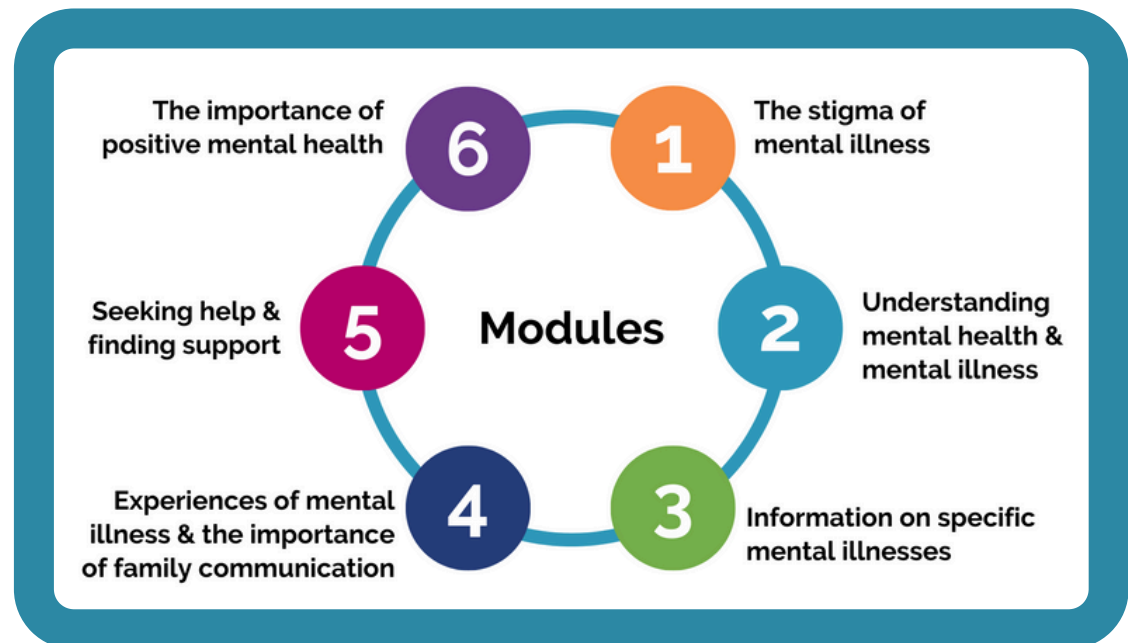 Modules
1
The stigma of
mental illness
2
Understanding
mental health &
mental illness
3
Information on specific
mental illnesses
4
Experiences of mental
illness & the importance
of family communication
5
Seeking help &
finding support
6
The importance of
positive mental health